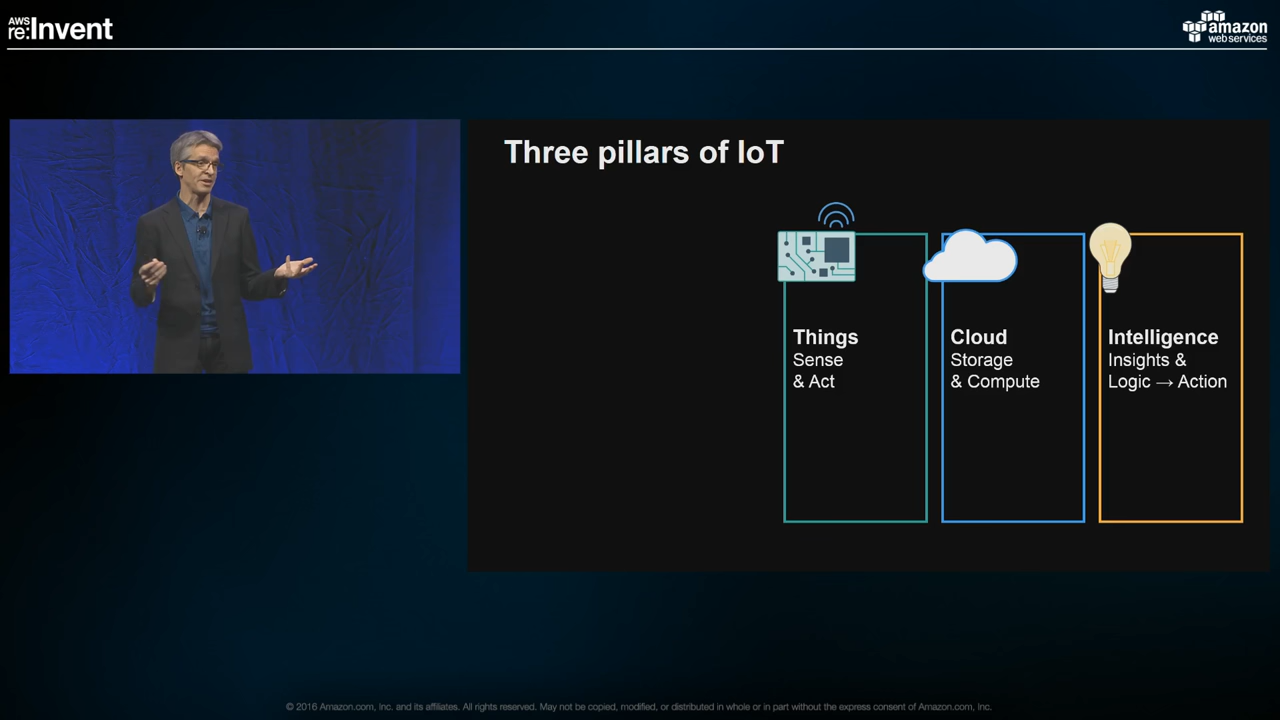 AWS
re:Invent
amazon
web services
Three pillars of IoT
Things
Sense
& Act
Cloud
Storage
& Compute
Intelligence
Insights &
Logic → Action
© 2016 Amazon.com, Inc. and its affiliates. All rights reserved. May not be copied, modified, or distributed in whole or in part without the express consent of Amazon.com, Inc.